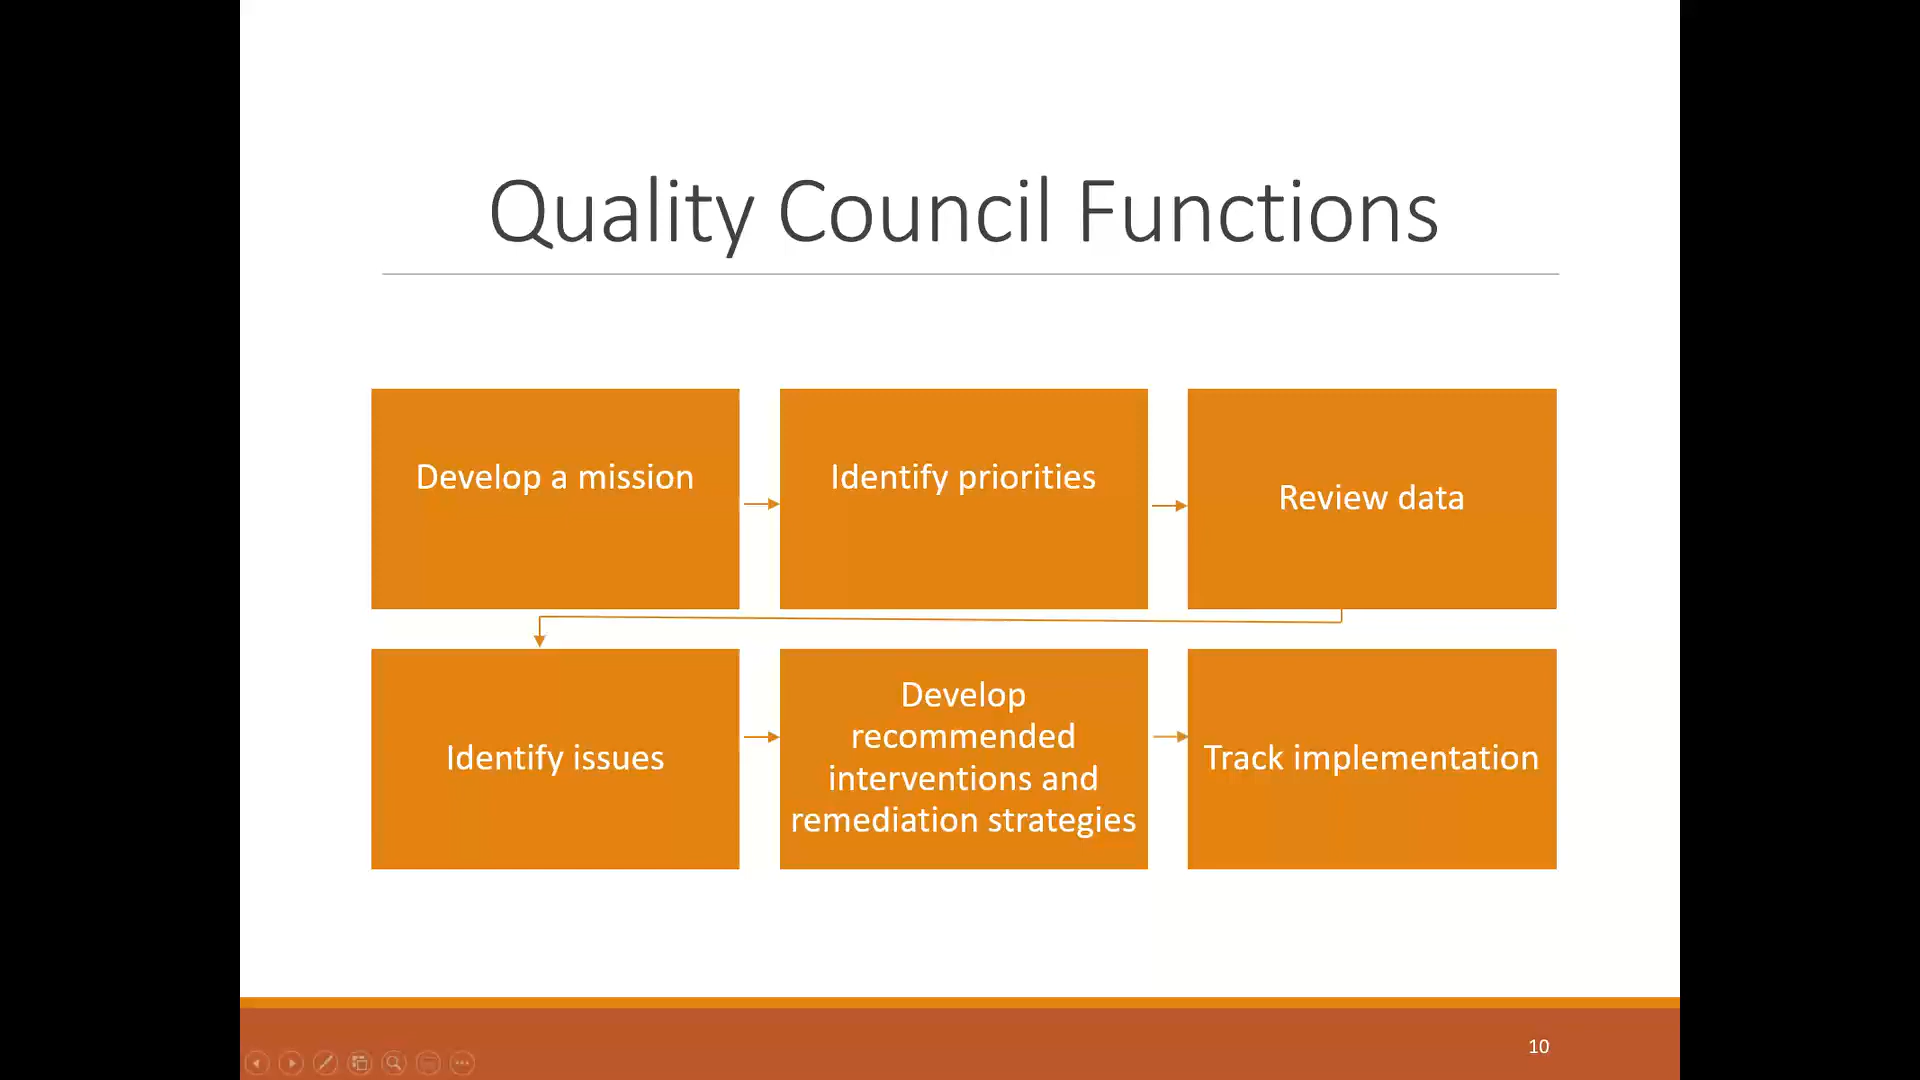 Quality Council Functions
Develop a mission
Identify priorities
Review data
Identify issues
Develop
recommended
interventions and
remediation strategies
Track implementation
10